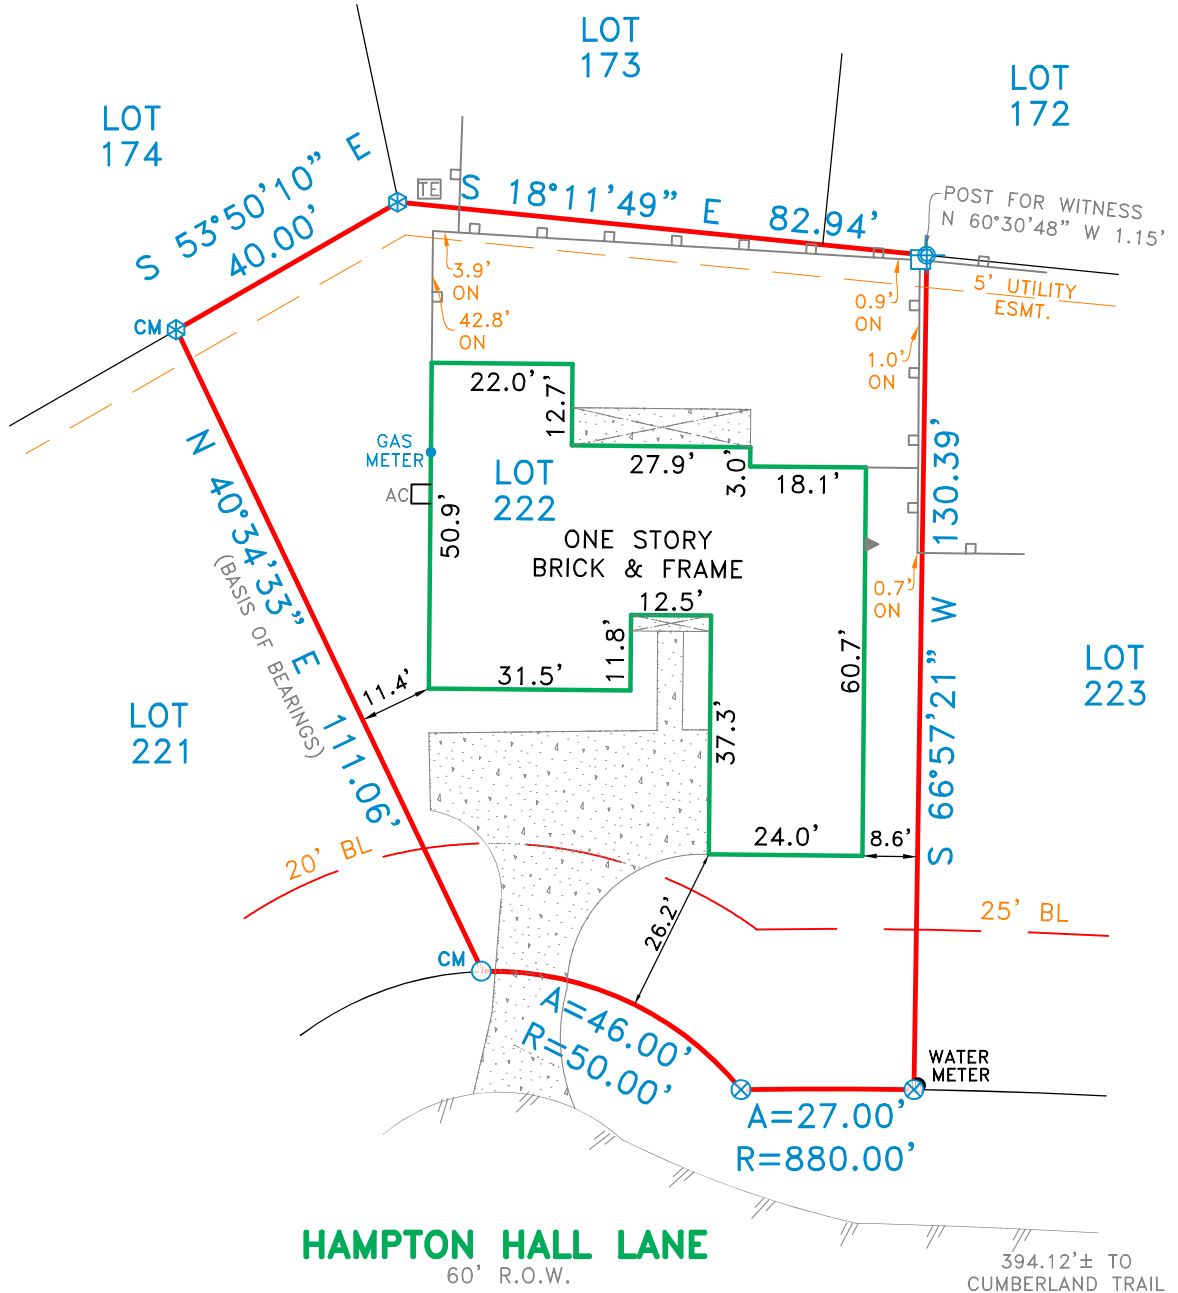 LOT
173
LOT
172
LOT
174
S 53°50'10" E
40.00'
TE
S 18°11'49" E 82.94'
POST FOR WITNESS
N 60°30'48" W 1.15'
3.9'
ON
42.8'
ON
0.9'
ON
5' UTILITY
ESMT.
1.0'
ON
CM
22.0'
12.7'
GAS
METER
27.9'
3.0'
18.1'
130.39'
LOT
222
AC
50.9'
ONE STORY
BRICK & FRAME
12.5'
0.7'
ON
N 40°34'33" E 111.06'
(BASIS OF BEARINGS)
11.8'
31.5'
60.7'
S 66°57'21" W
LOT
223
11.4'
LOT
221
37.3'
24.0'
8.6'
20' BL
26.2'
25' BL
CM
A=46.00'
R=50.00'
WATER
METER
A=27.00'
R=880.00'
HAMPTON HALL LANE
60' R.O.W.
394.12'± TO
CUMBERLAND TRAIL